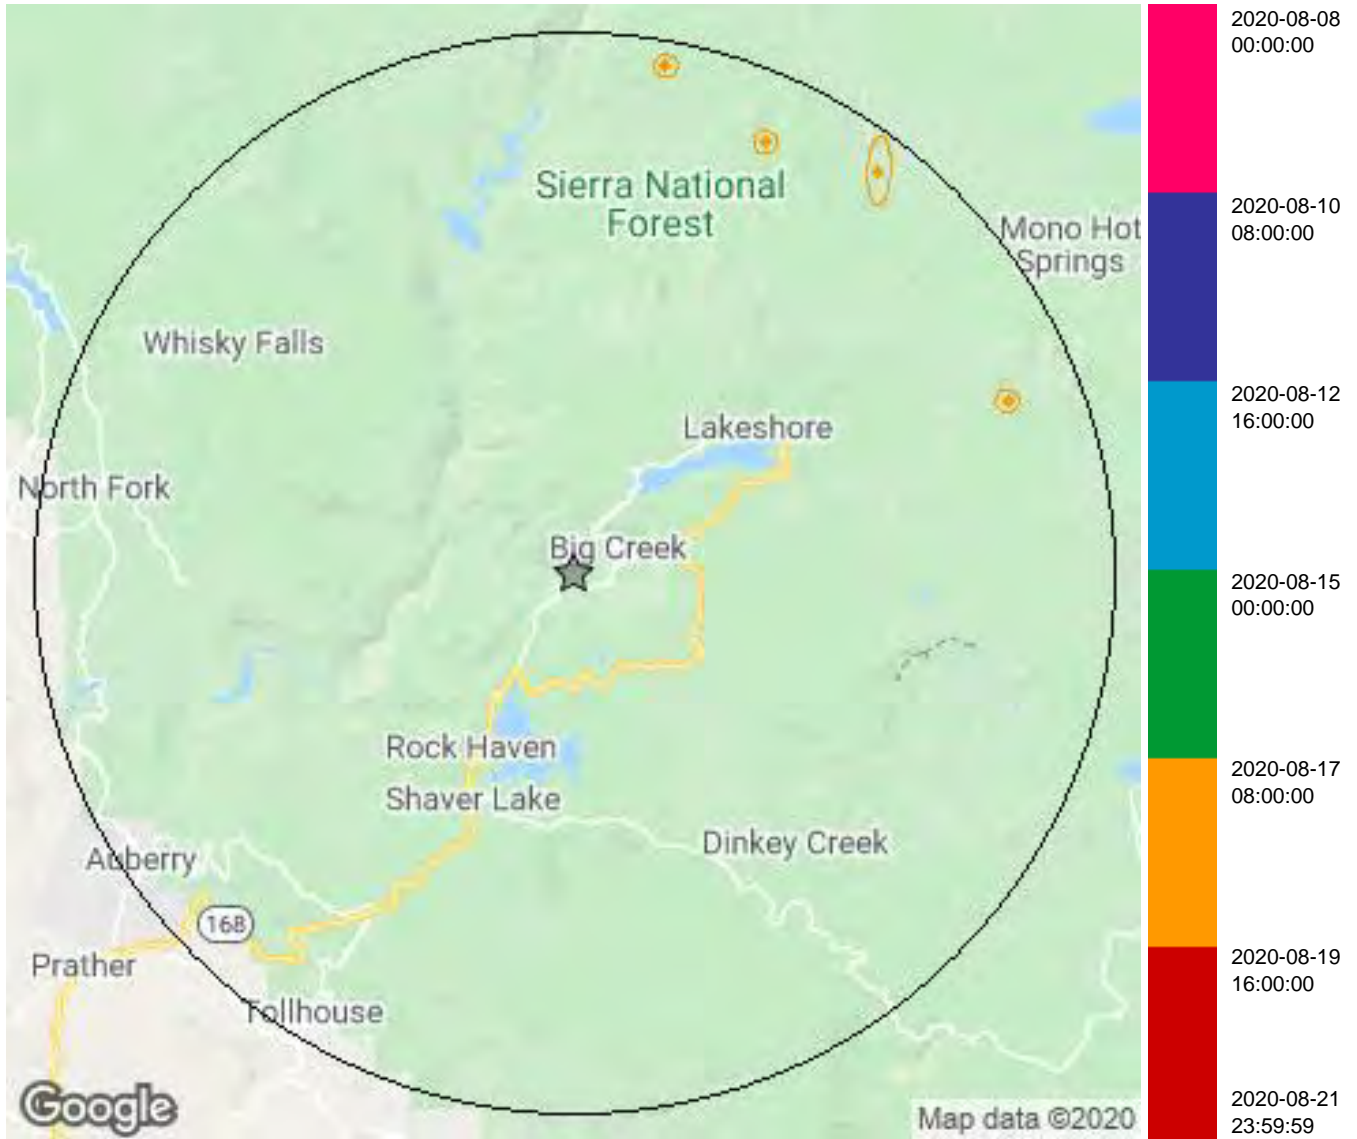 Sierra National
Forest
Mono Hot
Springs
Whisky Falls
Lakeshore
North Fork
Big Creek
Rock Haven
Shaver Lake
Dinkey Creek
Auberry
168
Prather
Tollhouse
Google
Map data ©2020
2020-08-08
00:00:00
2020-08-10
08:00:00
2020-08-12
16:00:00
2020-08-15
00:00:00
2020-08-17
08:00:00
2020-08-19
16:00:00
2020-08-21
23:59:59